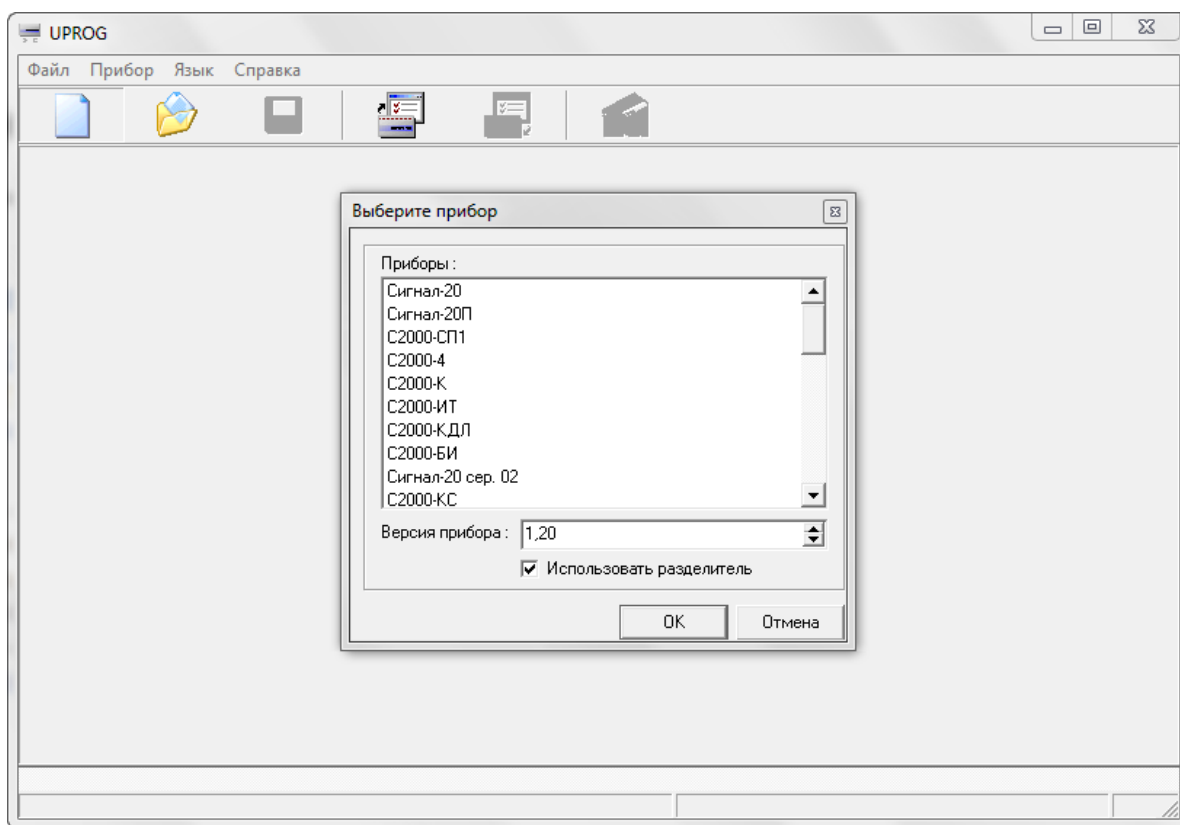 UPROG
Файл Прибор Язык Справка
Выберите прибор
Приборы :
Сигнал-20
Сигнал-20П
С2000-СП1
С2000-4
С2000-К
С2000-ИТ
С2000-КДЛ
С2000-БИ
Сигнал-20 сер. 02
С2000-КС
Версия прибора : 1,20
Использовать разделитель
OK Отмена